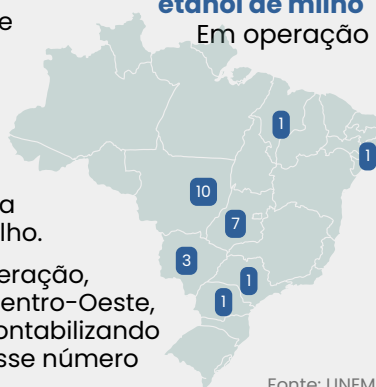 etanol de milho
e
Em operação
1
1
10
a
7
lho.
3
eração,
1
entro-Oeste,
1
ontabilizando
sse número
Fonte: UNEM